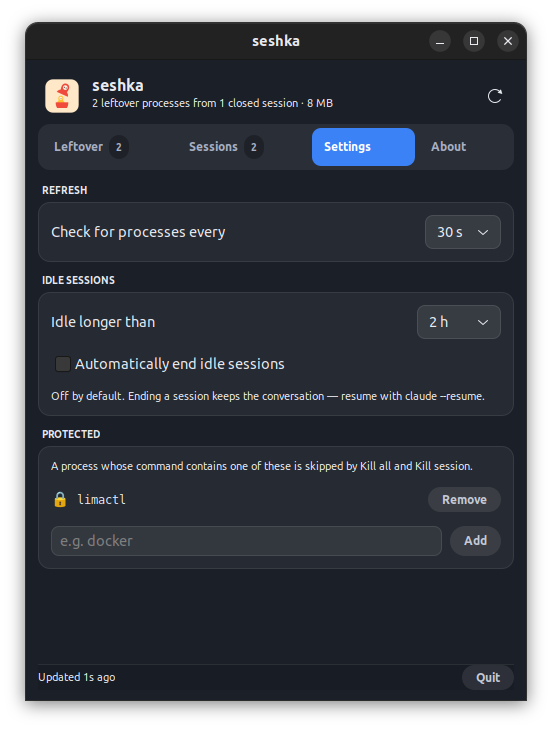 seshka
seshka
2 leftover processes from 1 closed session · 8 MB
Leftover 2 Sessions 2 Settings About
REFRESH
Check for processes every 30 s
IDLE SESSIONS
Idle longer than 2 h
Automatically end idle sessions
Off by default. Ending a session keeps the conversation — resume with claude --resume.
PROTECTED
A process whose command contains one of these is skipped by Kill all and Kill session.
limactl Remove
e.g. docker Add
Updated 1s ago Quit